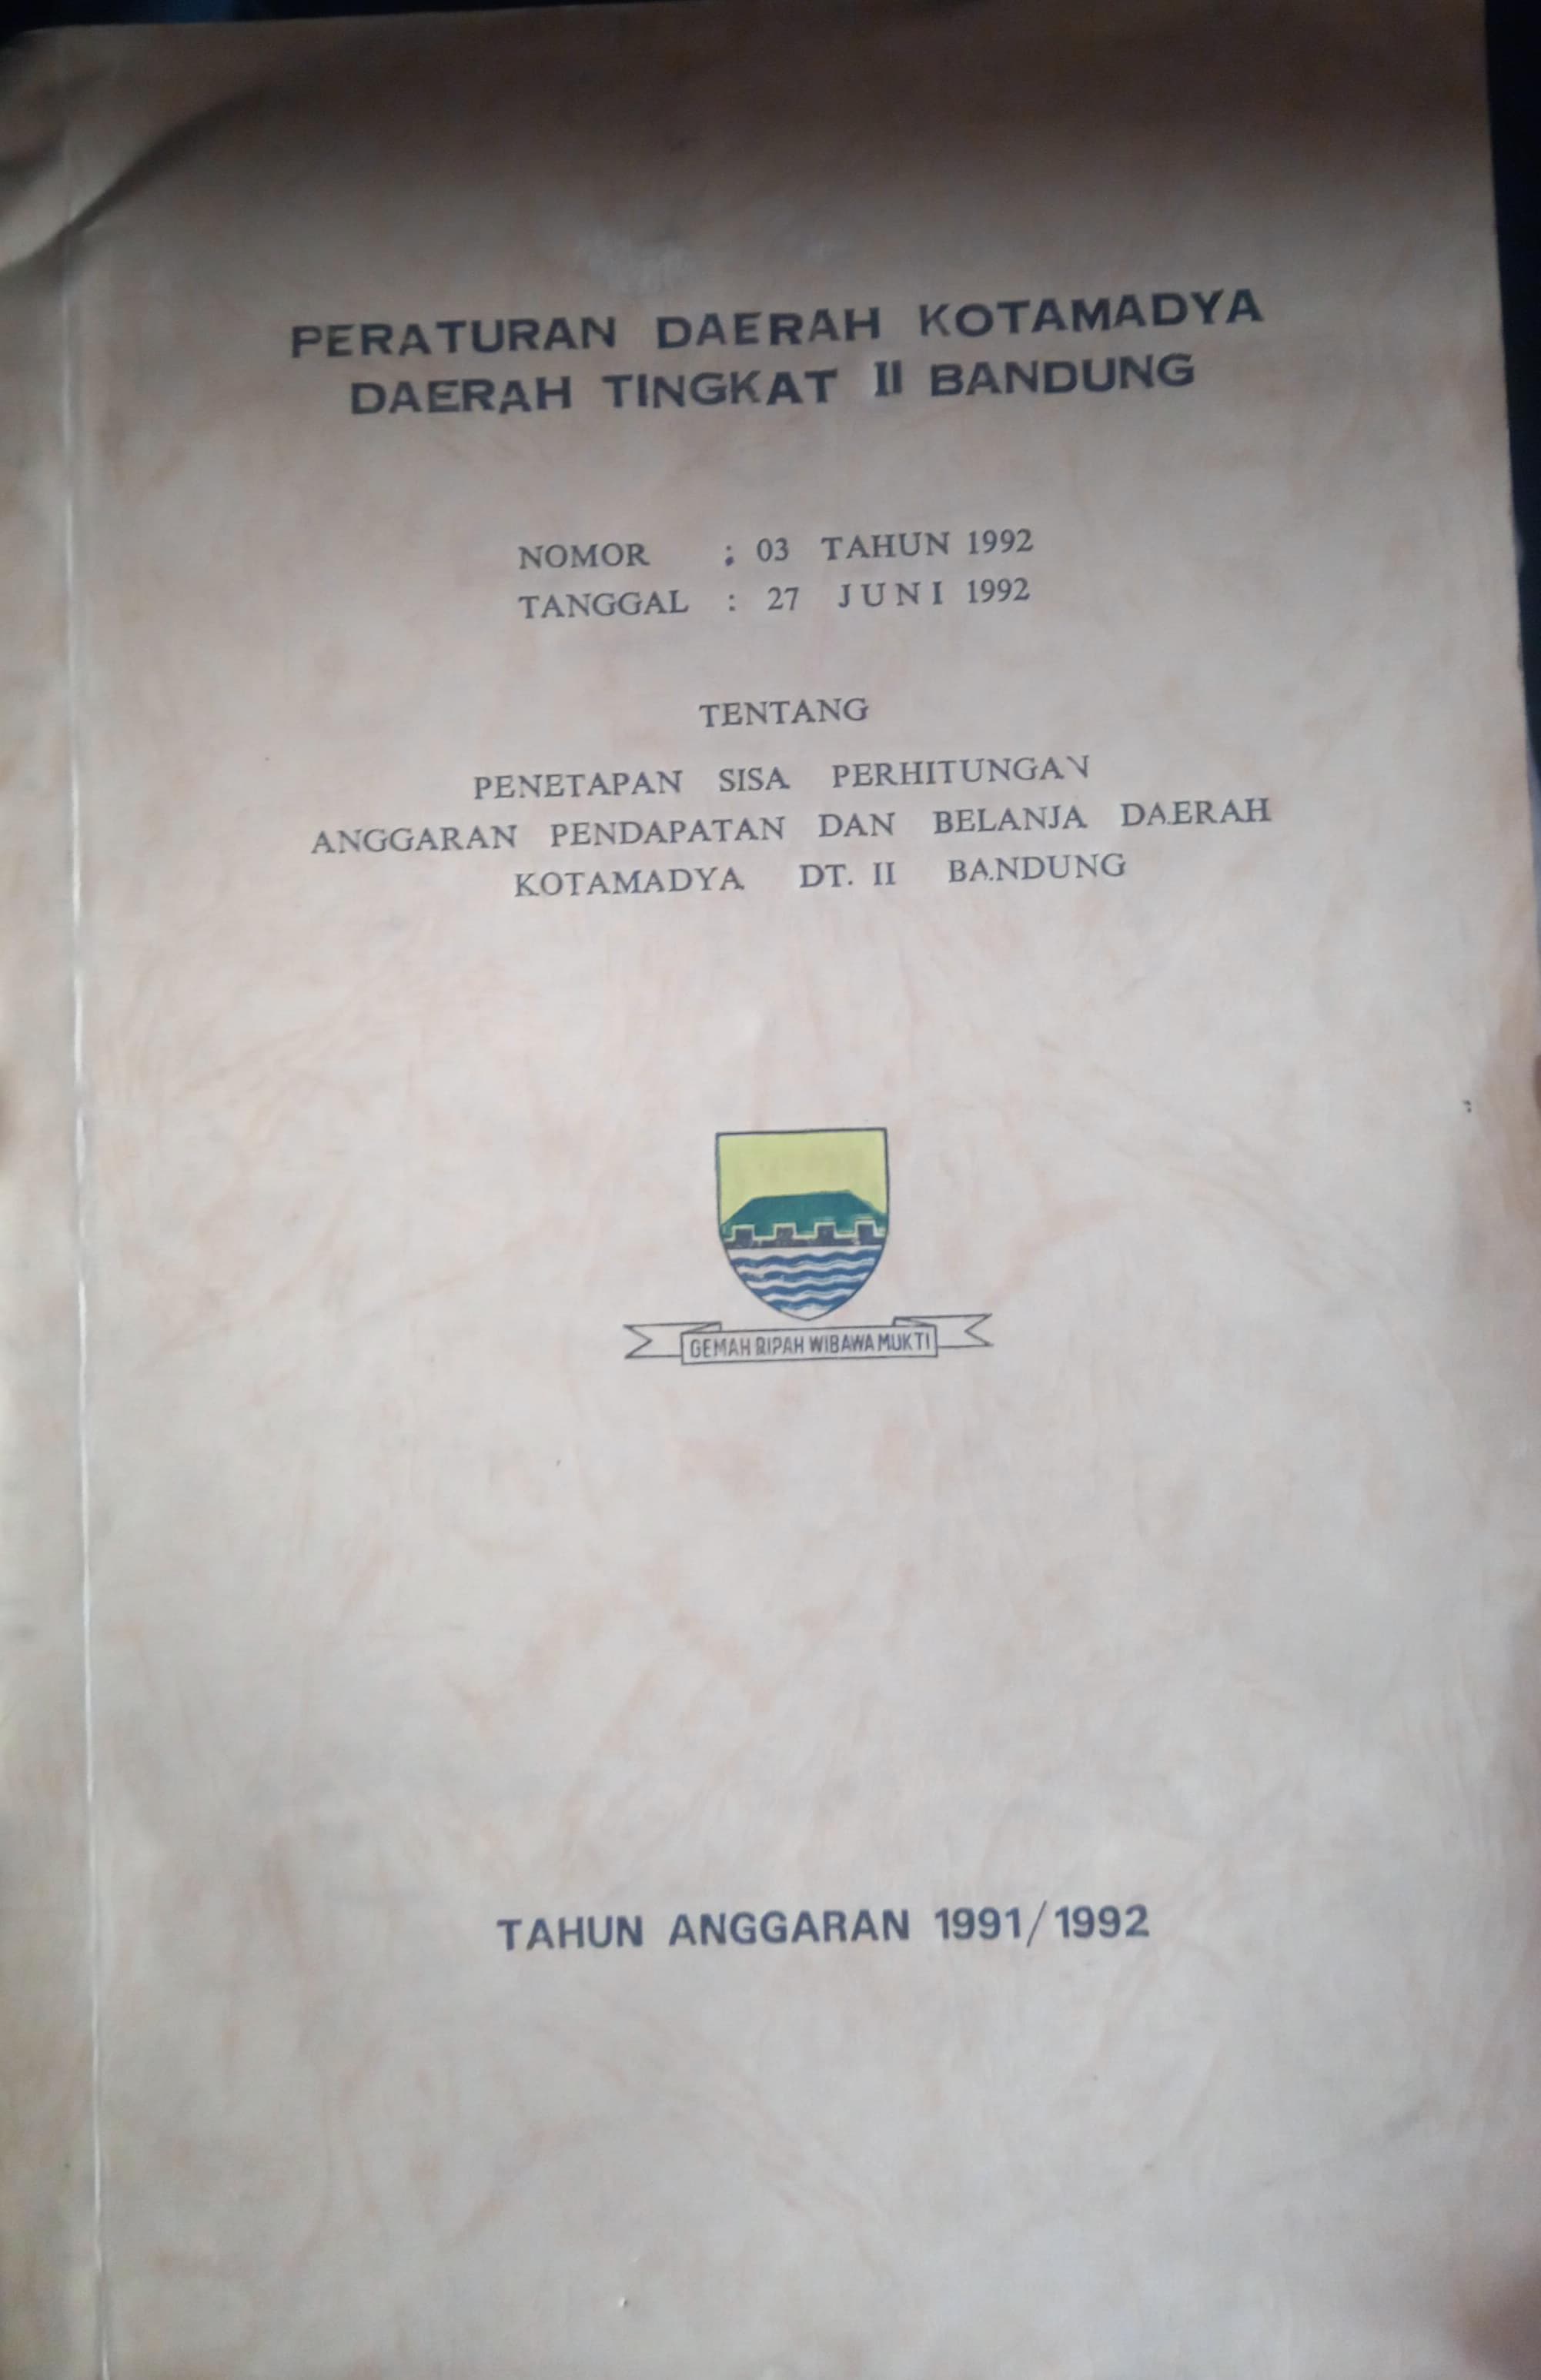 PERATURAN DAERAH KOTAMADYA
DAERAH TINGKAT II BANDUNG
NOMOR : 03 TAHUN 1992
TANGGAL : 27 JUNI 1992
TENTANG
PENETAPAN SISA PERHITUNGAN
ANGGARAN PENDAPATAN DAN BELANJA DAERAH
KOTAMADYA DT. II BANDUNG
GEMAH RIPAH WIBAWA MUKTI
TAHUN ANGGARAN 1991/1992